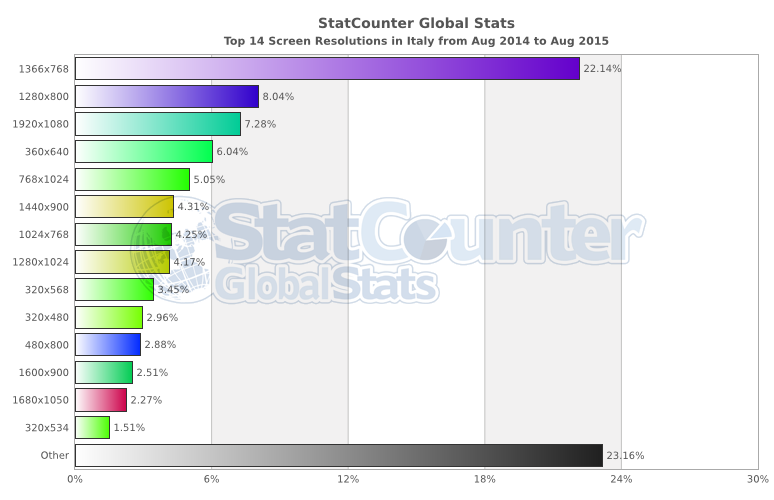 StatCounter Global Stats
Top 14 Screen Resolutions in Italy from Aug 2014 to Aug 2015
1366x768 22.14%
1280x800 8.04%
1920x1080 7.28%
360x640 6.04%
768x1024 5.05%
1440x900 4.31%
1024x768 4.25%
1280x1024 4.17%
320x568 3.45%
320x480 2.96%
480x800 2.88%
1600x900 2.51%
1680x1050 2.27%
320x534 1.51%
Other 23.16%
0% 6% 12% 18% 24% 30%
StatCounter
GlobalStats